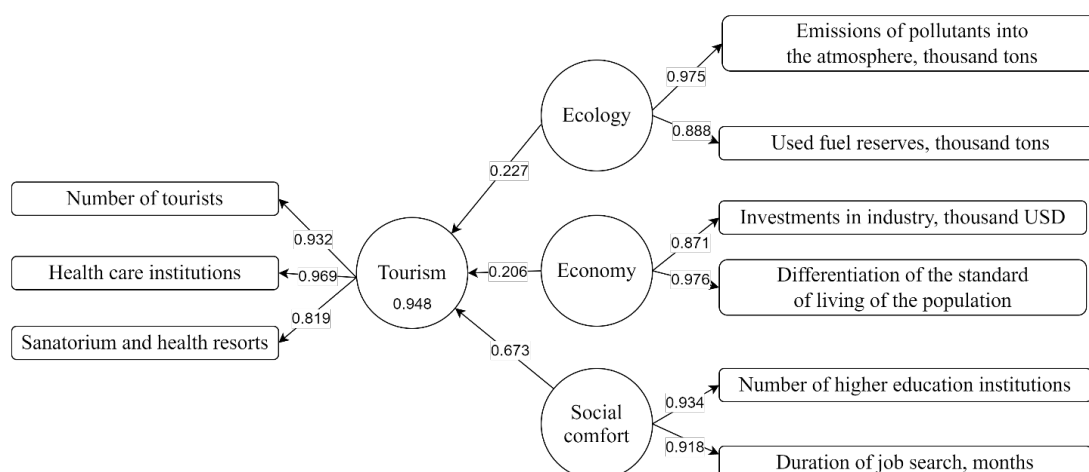 Emissions of pollutants into
the atmosphere, thousand tons
0.975
Ecology
0.888
Used fuel reserves, thousand tons
0.227
Number of tourists
0.932
Health care institutions
0.969
Tourism
0.948
0.819
Sanatorium and health resorts
0.206
Economy
Investments in industry, thousand USD
0.871
0.976
Differentiation of the standard
of living of the population
0.673
Social
comfort
Number of higher education institutions
0.934
0.918
Duration of job search, months